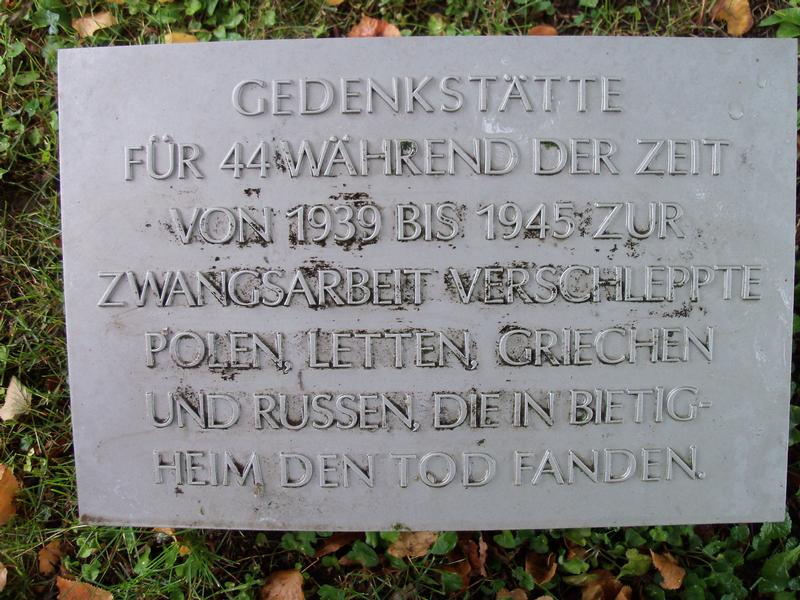 GEDENKSTÄTTE
FÜR 44 WÄHREND DER ZEIT
VON 1939 BIS 1945 ZUR
ZWANGSARBEIT VERSCHLEPPTE
POLEN, LETTEN, GRIECHEN
UND RUSSEN, DIE IN BIETIG-
HEIM DEN TOD FANDEN.